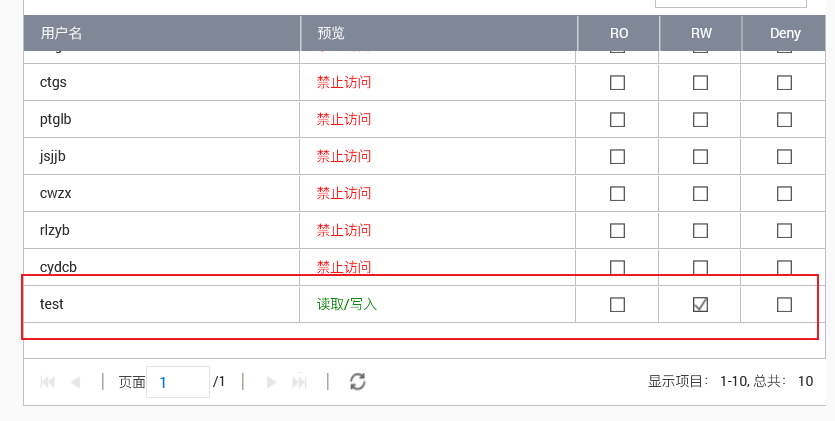 用户名 预览 RO RW Deny
ctgs 禁止访问
ptglb 禁止访问
jsjjb 禁止访问
cwzx 禁止访问
rlzyb 禁止访问
cydcb 禁止访问
test 读取/写入
页面 1 /1 显示项目： 1-10, 总共： 10